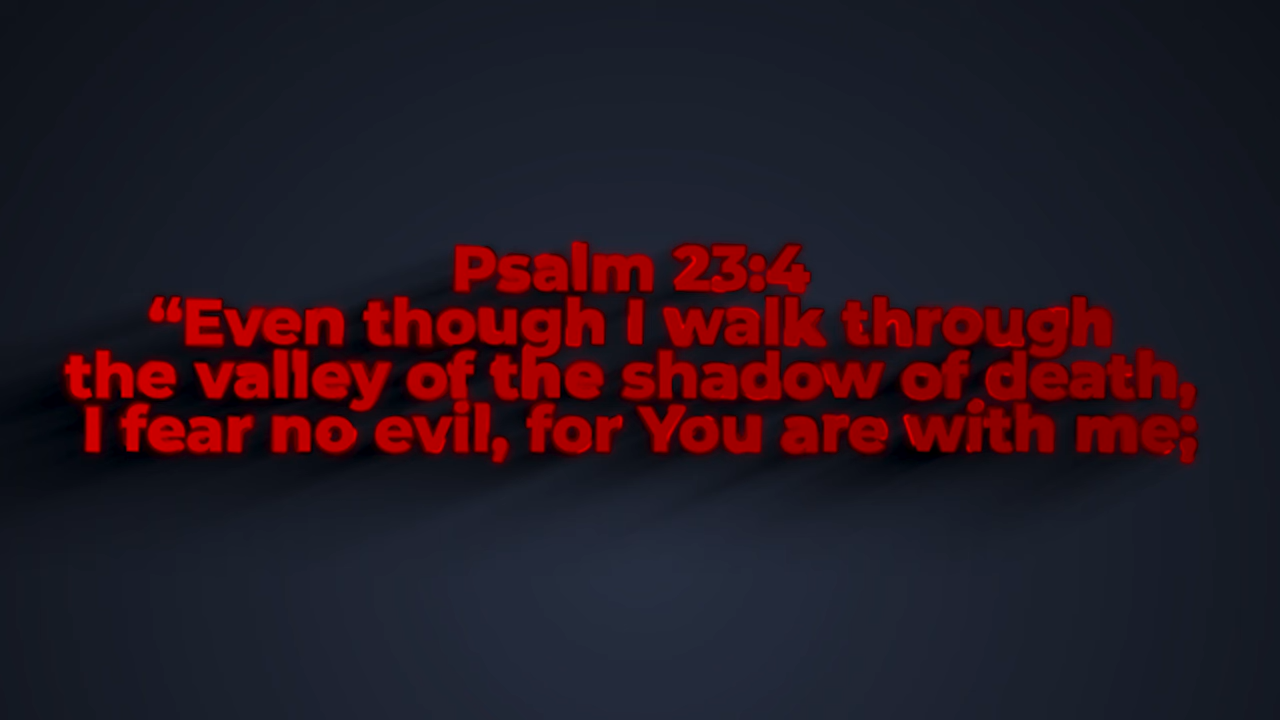 Psalm 23:4
“Even though I walk through
the valley of the shadow of death,
I fear no evil, for You are with me;